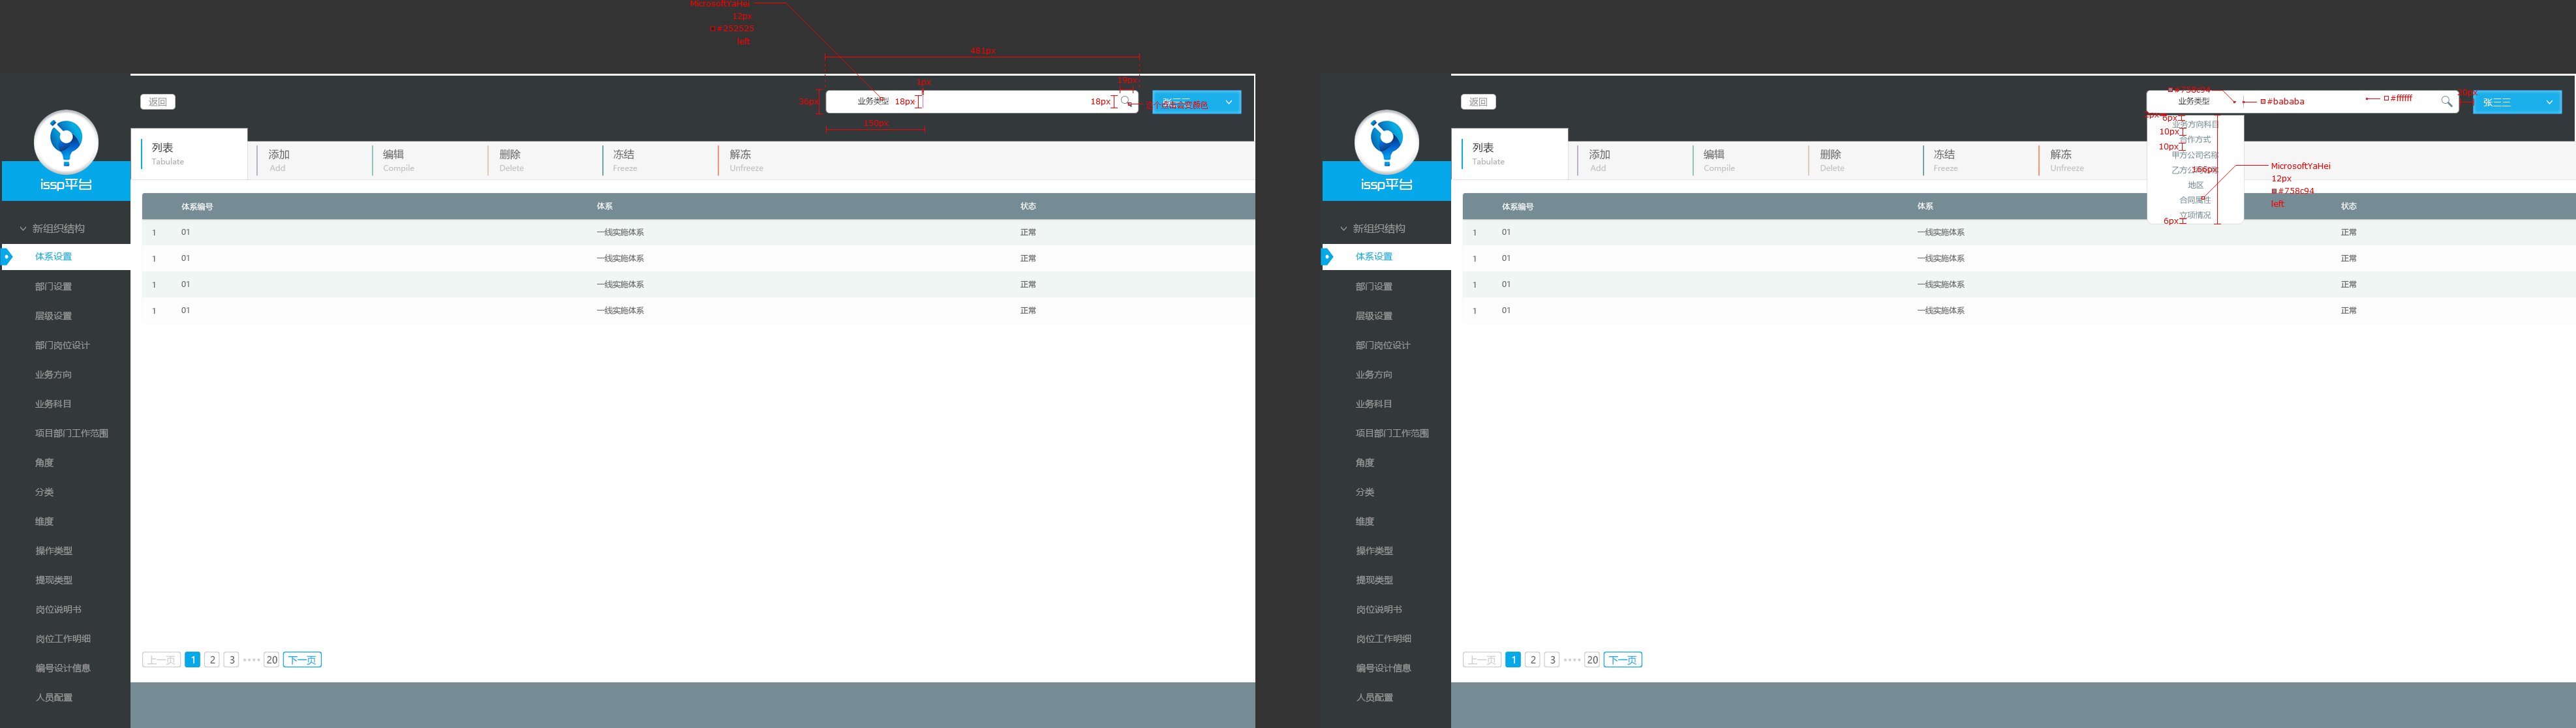 MicrosoftYaHei
12px
#252525
left
481px
1px
19px
返回
36px
业务类型
18px
18px
150px
列表
Tabulate
添加
Add
编辑
Compile
删除
Delete
冻结
Freeze
解冻
Unfreeze
issp平台
体系编号
体系
状态
1
01
一线实施体系
正常
1
01
一线实施体系
正常
1
01
一线实施体系
正常
1
01
一线实施体系
正常
新组织结构
体系设置
部门设置
层级设置
部门岗位设计
业务方向
业务科目
项目部门工作范围
角度
分类
维度
操作类型
提现类型
岗位说明书
岗位工作明细
编号设计信息
人员配置
上一页
1
2
3
20
下一页
返回
#758c94
业务类型
#bababa
#ffffff
张三三
6px
业务方向科目
10px
合作方式
10px
甲方公司名称
166px
地区
合同属性
6px
立项情况
MicrosoftYaHei
12px
#758c94
left
列表
Tabulate
添加
Add
编辑
Compile
删除
Delete
冻结
Freeze
解冻
Unfreeze
issp平台
体系编号
体系
状态
1
01
一线实施体系
正常
1
01
一线实施体系
正常
1
01
一线实施体系
正常
1
01
一线实施体系
正常
新组织结构
体系设置
部门设置
层级设置
部门岗位设计
业务方向
业务科目
项目部门工作范围
角度
分类
维度
操作类型
提现类型
岗位说明书
岗位工作明细
编号设计信息
人员配置
上一页
1
2
3
20
下一页